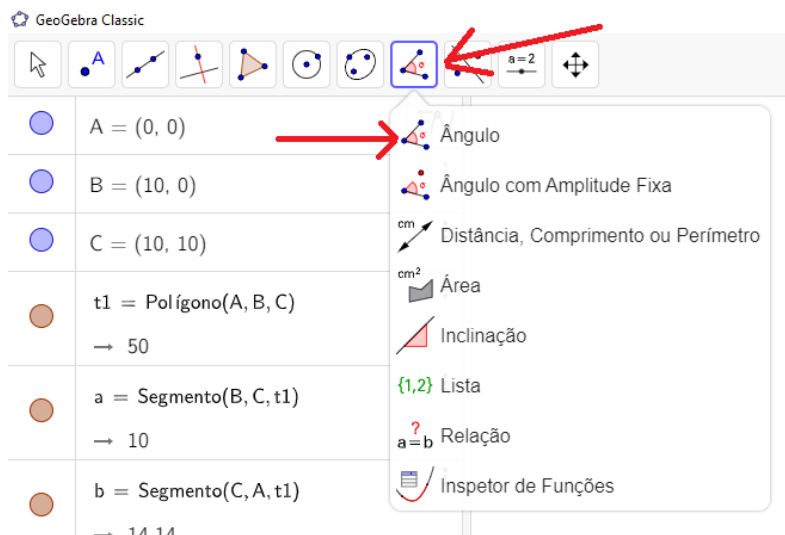 GeoGebra Classic
A
a=2
A = (0, 0)
B = (10, 0)
C = (10, 10)
t1 = Polígono(A, B, C)
→ 50
a = Segmento(B, C, t1)
→ 10
b = Segmento(C, A, t1)
→ 14.14
Ângulo
Ângulo com Amplitude Fixa
cm
Distância, Comprimento ou Perímetro
cm²
Área
Inclinação
{1,2} Lista
?
a=b Relação
Inspetor de Funções